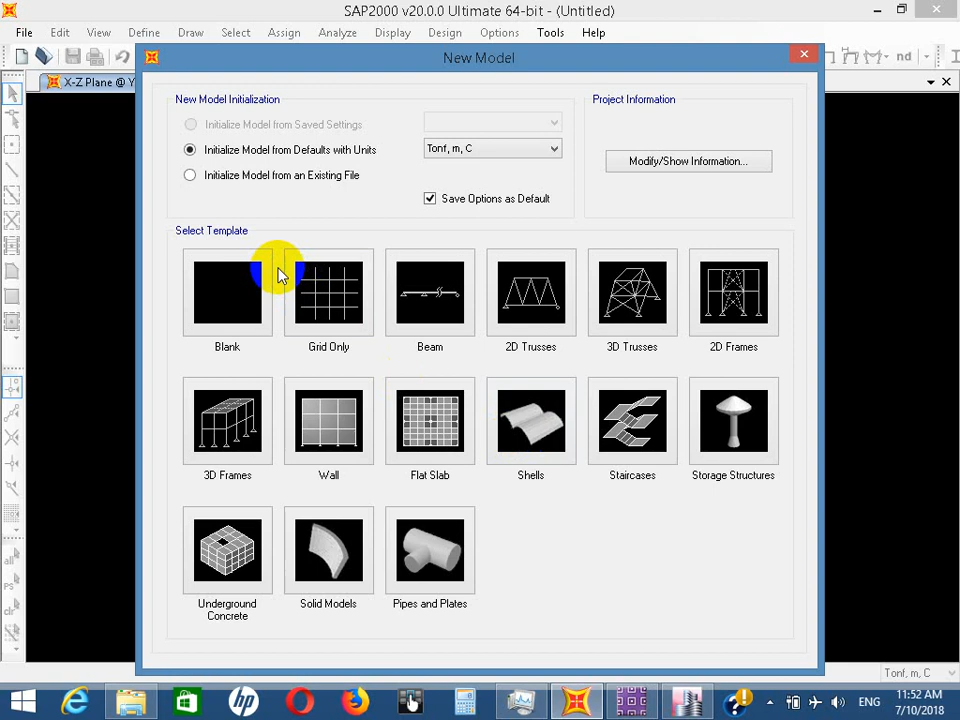 SAP2000 v20.0.0 Ultimate 64-bit - (Untitled)
File Edit View Define Draw Select Assign Analyze Display Design Options Tools Help
nd
X-Z Plane @ Y
New Model
New Model Initialization
Project Information
Initialize Model from Saved Settings
Initialize Model from Defaults with Units
Tonf, m, C
Initialize Model from an Existing File
Modify/Show Information...
Save Options as Default
Select Template
Blank
Grid Only
Beam
2D Trusses
3D Trusses
2D Frames
3D Frames
Wall
Flat Slab
Shells
Staircases
Storage Structures
Underground
Concrete
Solid Models
Pipes and Plates
all
PS
clr
Tonf, m, C
ENG
11:52 AM
7/10/2018